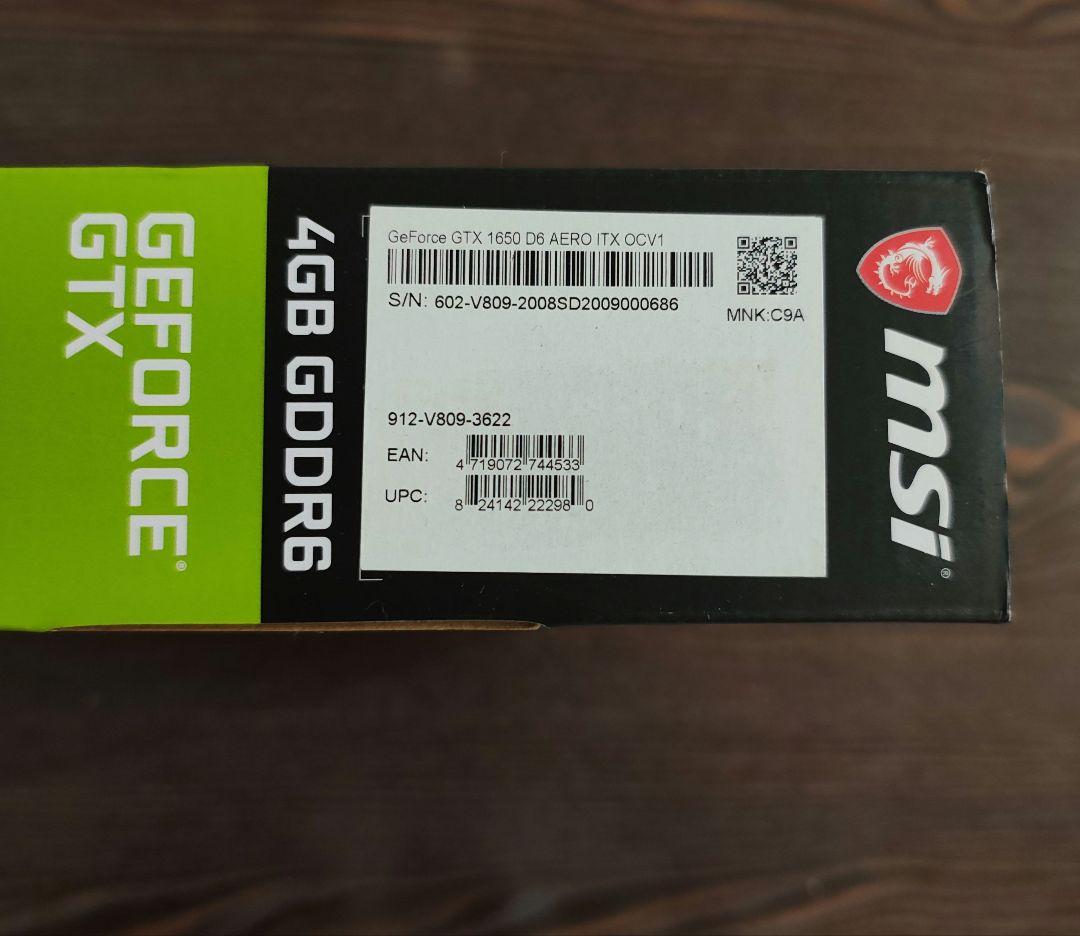 GEFORCE®
GTX
4GB GDDR6
GeForce GTX 1650 D6 AERO ITX OCV1
S/N: 602-V809-2008SD2009000686
MNK:C9A
912-V809-3622
EAN:
4 719072 744533
UPC:
8 24142 22298 0
msi®